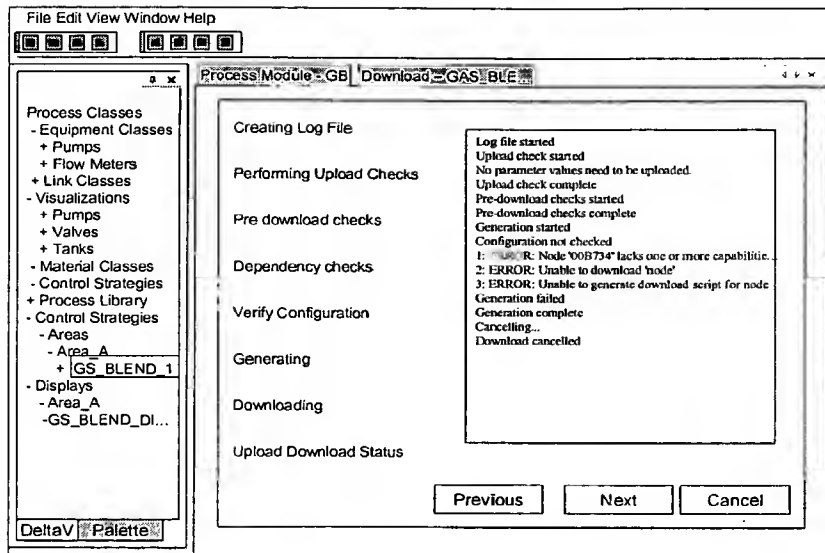 File Edit View Window Help
Process Module - GB
Download - GAS_BLE
Process Classes
- Equipment Classes
+ Pumps
+ Flow Meters
+ Link Classes
- Visualizations
+ Pumps
+ Valves
+ Tanks
- Material Classes
- Control Strategies
+ Process Library
- Control Strategies
- Areas
- Area_A
+ GS_BLEND_1
- Displays
- Area_A
-GS_BLEND_DI...
DeltaV
Palette
Creating Log File
Performing Upload Checks
Pre download checks
Dependency checks
Verify Configuration
Generating
Downloading
Upload Download Status
Log file started
Upload check started
No parameter values need to be uploaded.
Upload check complete
Pre-download checks started
Pre-download checks complete
Generation started
Configuration not checked
1: Node '00B734' lacks one or more capabilitie...
2: ERROR: Unable to download 'node'
3: ERROR: Unable to generate download script for node
Generation failed
Generation complete
Cancelling...
Download cancelled
Previous
Next
Cancel